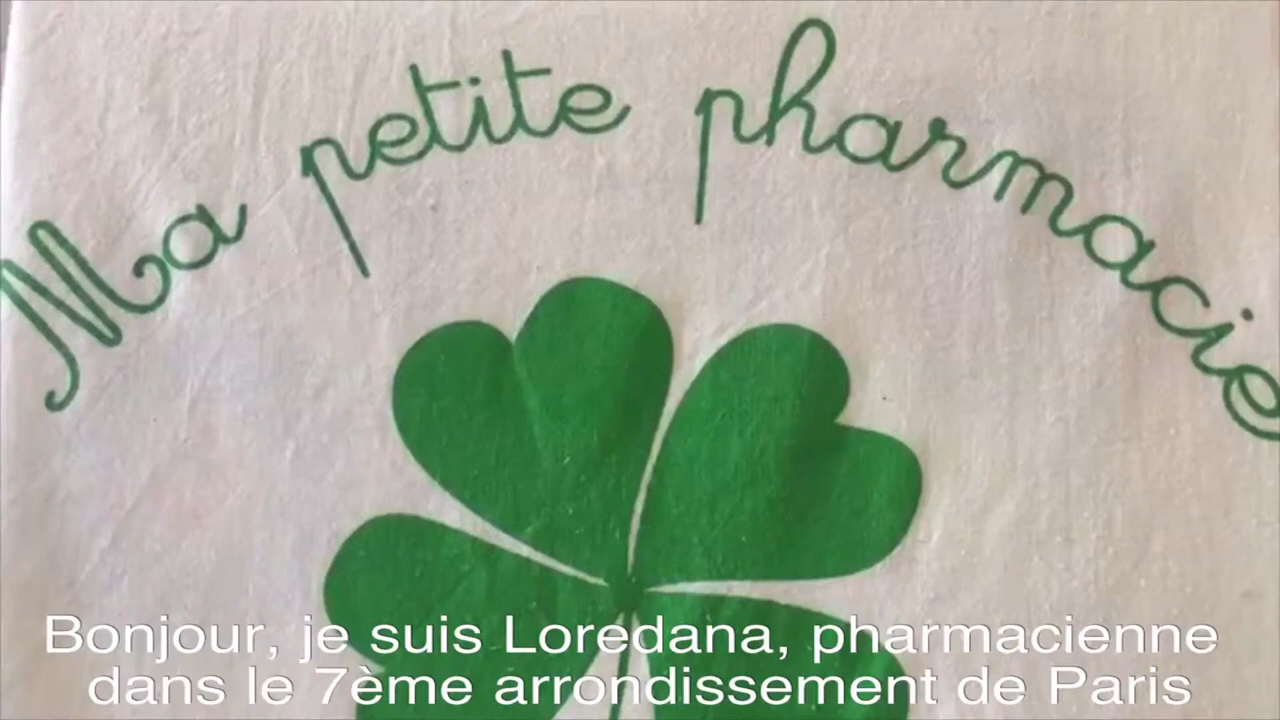 Ma petite pharmacie
Bonjour, je suis Loredana, pharmacienne
dans le 7ème arrondissement de Paris